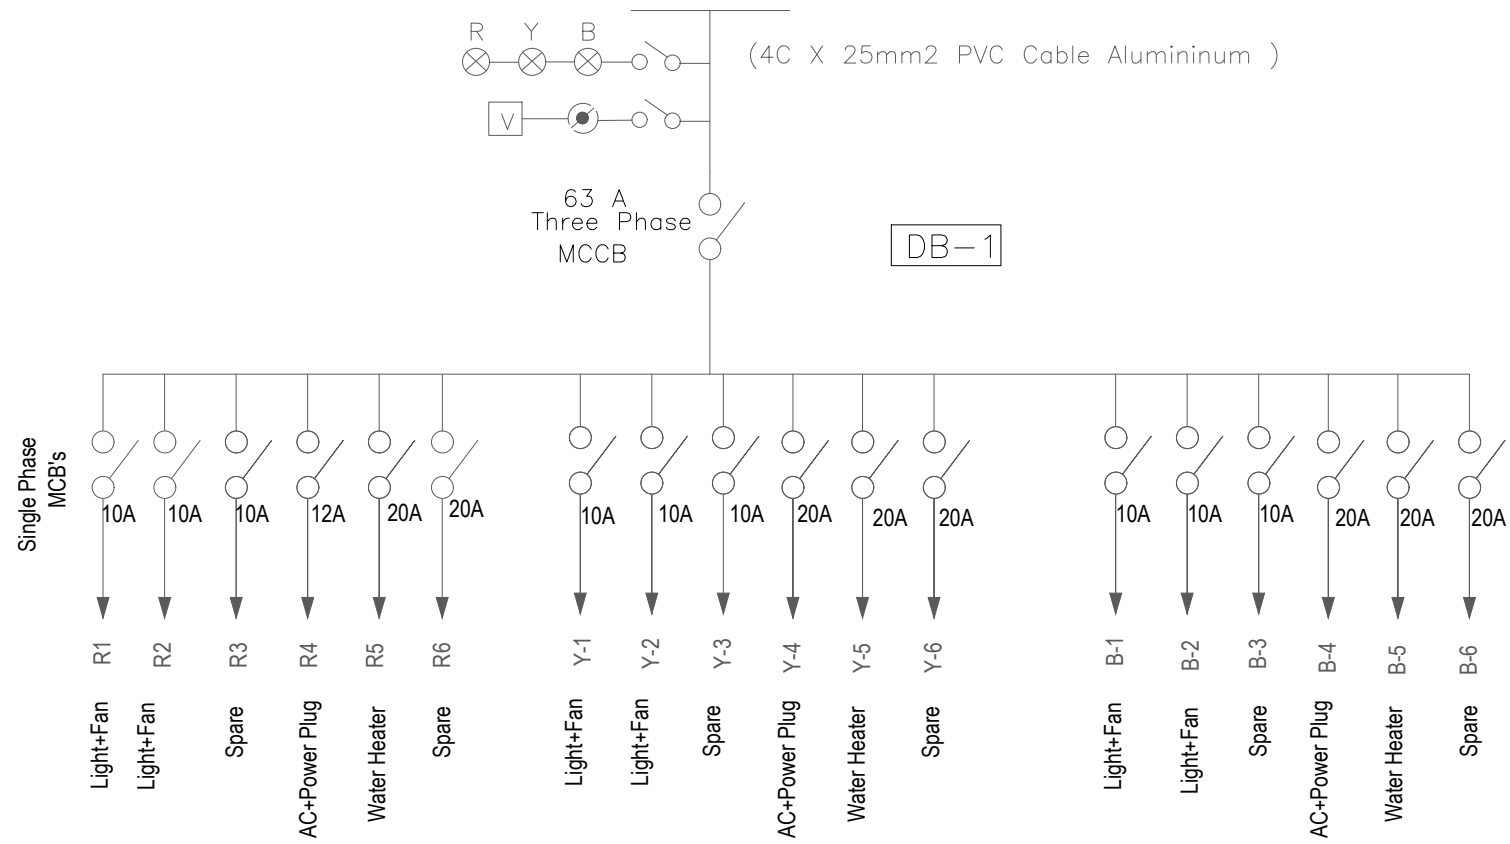 R Y B
(4C X 25mm2 PVC Cable Alumininum )
V
63 A
Three Phase
MCCB
DB-1
Single Phase
MCB's
10A 10A 10A 12A 20A 20A 10A 10A 10A 20A 20A 20A 10A 10A 10A 20A 20A 20A
R1 R2 R3 R4 R5 R6 Y-1 Y-2 Y-3 Y-4 Y-5 Y-6 B-1 B-2 B-3 B-4 B-5 B-6
Light+Fan Light+Fan Spare AC+Power Plug Water Heater Spare Light+Fan Light+Fan Spare AC+Power Plug Water Heater Spare Light+Fan Light+Fan Spare AC+Power Plug Water Heater Spare